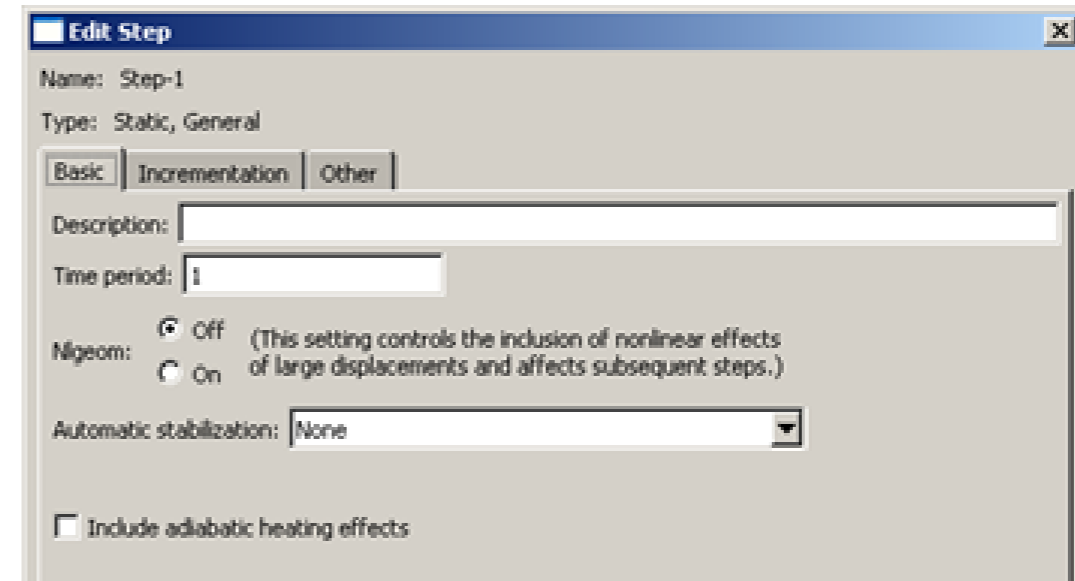 Edit Step
Name: Step-1
Type: Static, General
Basic Incrementation Other
Description:
Time period: 1
Nlgeom: Off (This setting controls the inclusion of nonlinear effects
On of large displacements and affects subsequent steps.)
Automatic stabilization: None
Include adiabatic heating effects